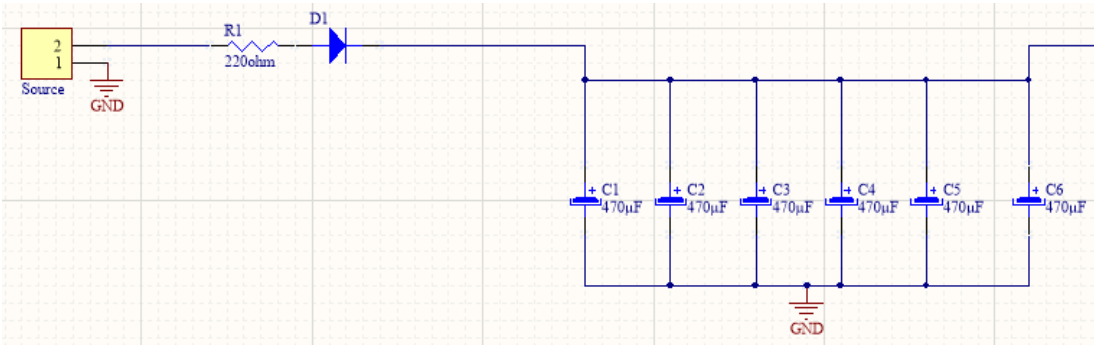 D1
R1
2
1
220ohm
Source
GND
C1
470µF
C2
470µF
C3
470µF
C4
470µF
C5
470µF
C6
470µF
GND